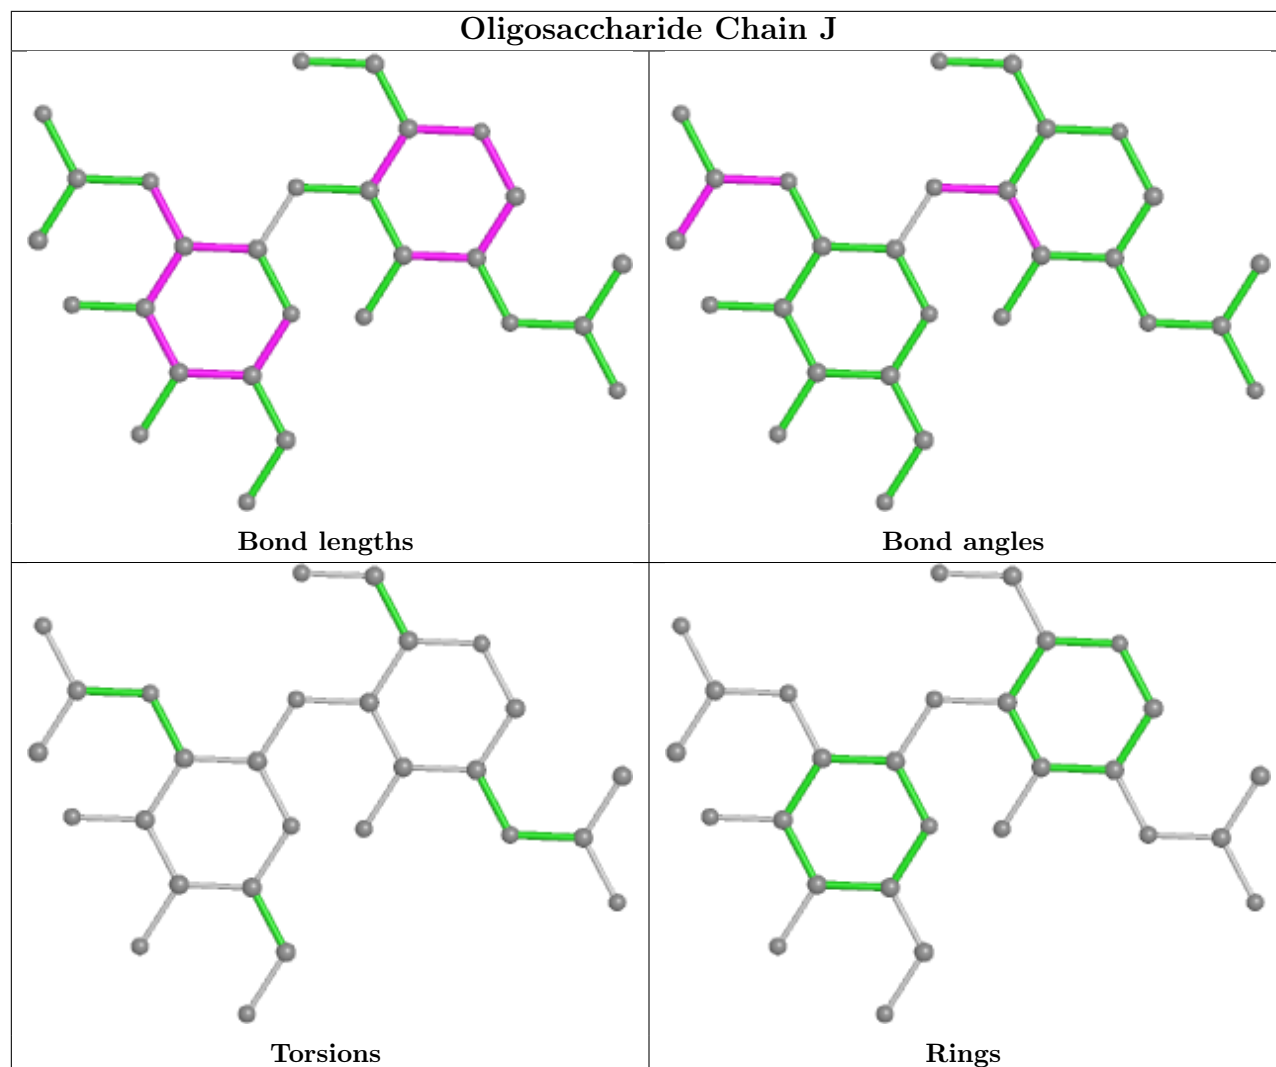 Oligosaccharide Chain J
Bond lengths
Bond angles
Torsions
Rings